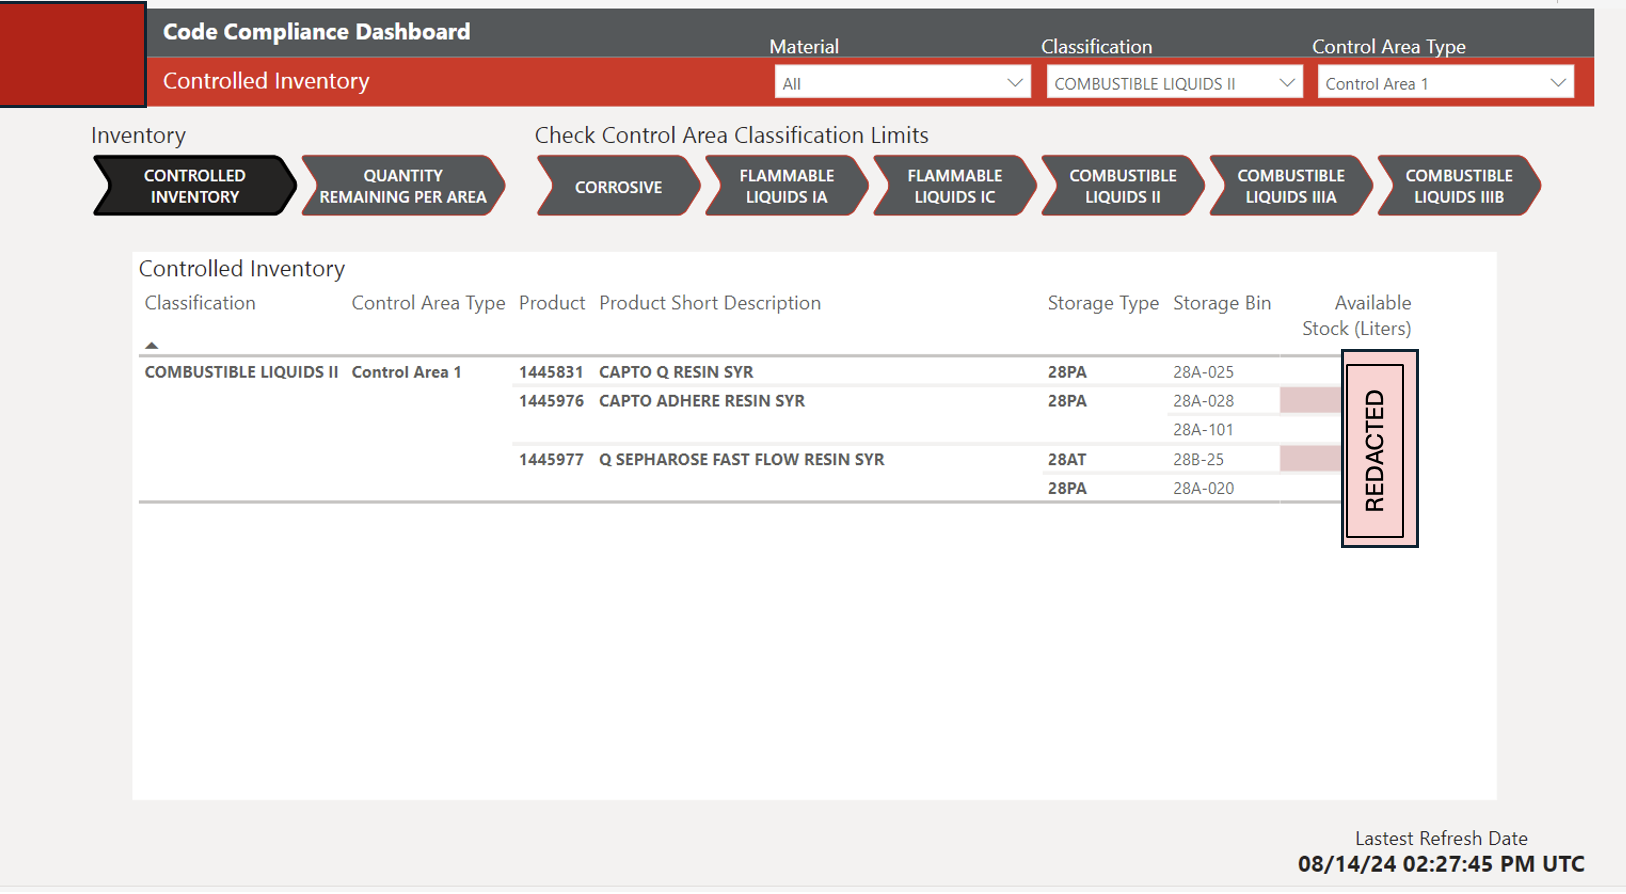 Code Compliance Dashboard
Controlled Inventory
Material
Classification
Control Area Type
All
COMBUSTIBLE LIQUIDS II
Control Area 1
Inventory
Check Control Area Classification Limits
CONTROLLED
INVENTORY
QUANTITY
REMAINING PER AREA
CORROSIVE
FLAMMABLE
LIQUIDS IA
FLAMMABLE
LIQUIDS IC
COMBUSTIBLE
LIQUIDS II
COMBUSTIBLE
LIQUIDS IIIA
COMBUSTIBLE
LIQUIDS IIIB
Controlled Inventory
Classification Control Area Type Product Product Short Description Storage Type Storage Bin Available
Stock (Liters)
COMBUSTIBLE LIQUIDS II Control Area 1 1445831 CAPTO Q RESIN SYR 28PA 28A-025
1445976 CAPTO ADHERE RESIN SYR 28PA 28A-028
28A-101
1445977 Q SEPHAROSE FAST FLOW RESIN SYR 28AT 28B-25
28PA 28A-020
REDACTED
Lastest Refresh Date
08/14/24 02:27:45 PM UTC